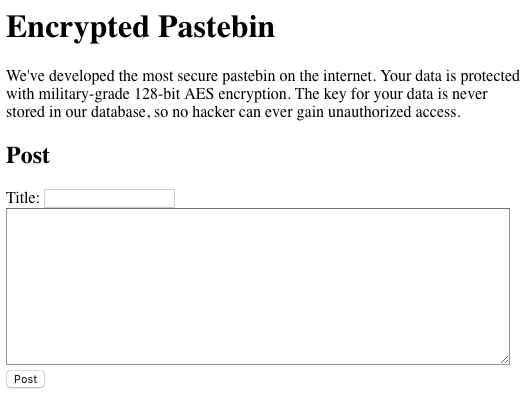 Encrypted Pastebin
We've developed the most secure pastebin on the internet. Your data is protected
with military-grade 128-bit AES encryption. The key for your data is never
stored in our database, so no hacker can ever gain unauthorized access.
Post
Title:
Post